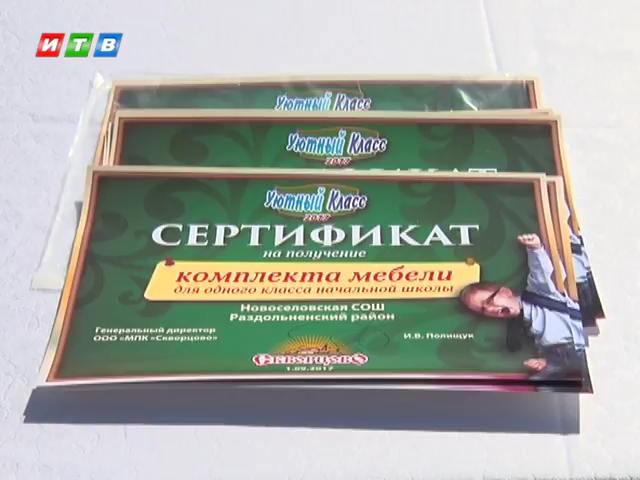 ИТВ
Уютный Класс
Уютный Класс
2017
Уютный Класс
2017
СЕРТИФИКАТ
на получение
комплекта мебели
для одного класса начальной школы
Новоселовская СОШ
Раздольненский район
Генеральный директор
ООО «МПК «Скворцово»
И.В. Полищук
Скворцово
1.09.2017